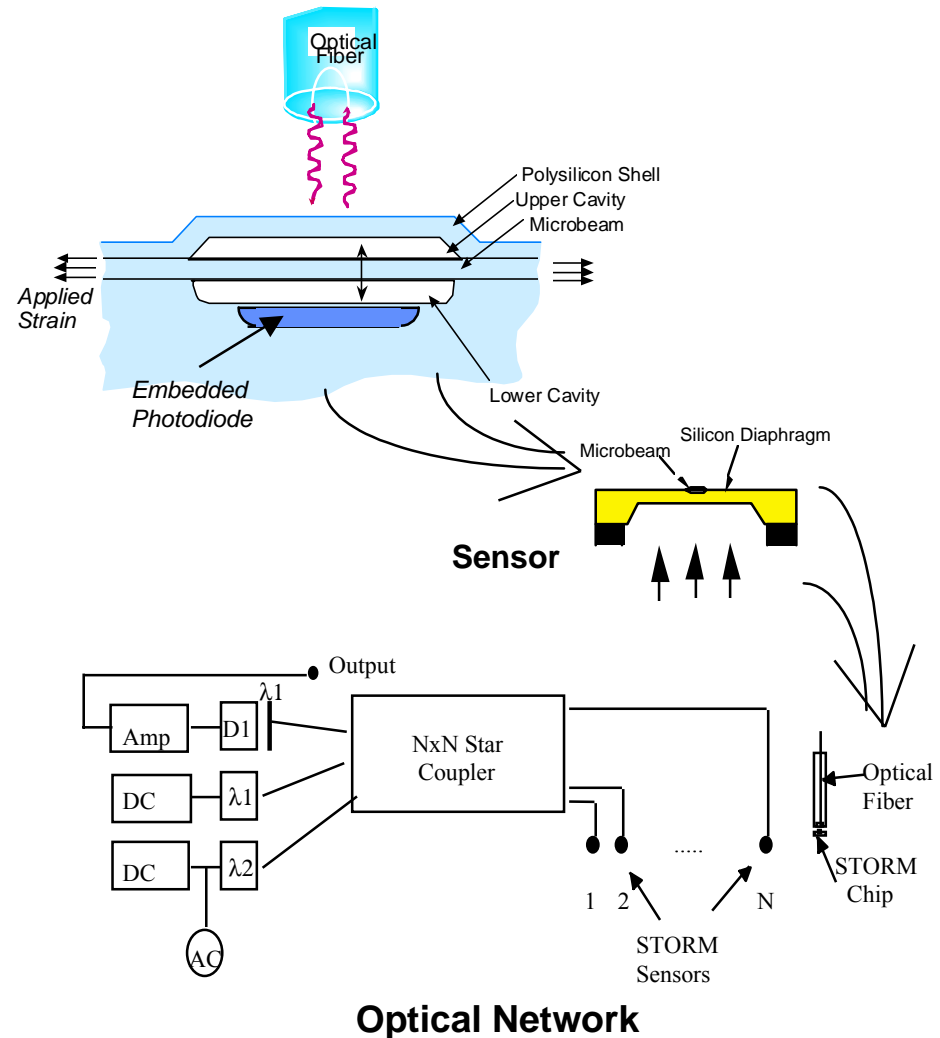 Optical
Fiber
Polysilicon Shell
Upper Cavity
Microbeam
Applied
Strain
Embedded
Photodiode
Lower Cavity
Microbeam
Silicon Diaphragm
Sensor
Output
λ1
Amp
D1
NxN Star
Coupler
DC
λ1
DC
λ2
AC
.....
1
2
N
STORM
Sensors
Optical
Fiber
STORM
Chip
Optical Network